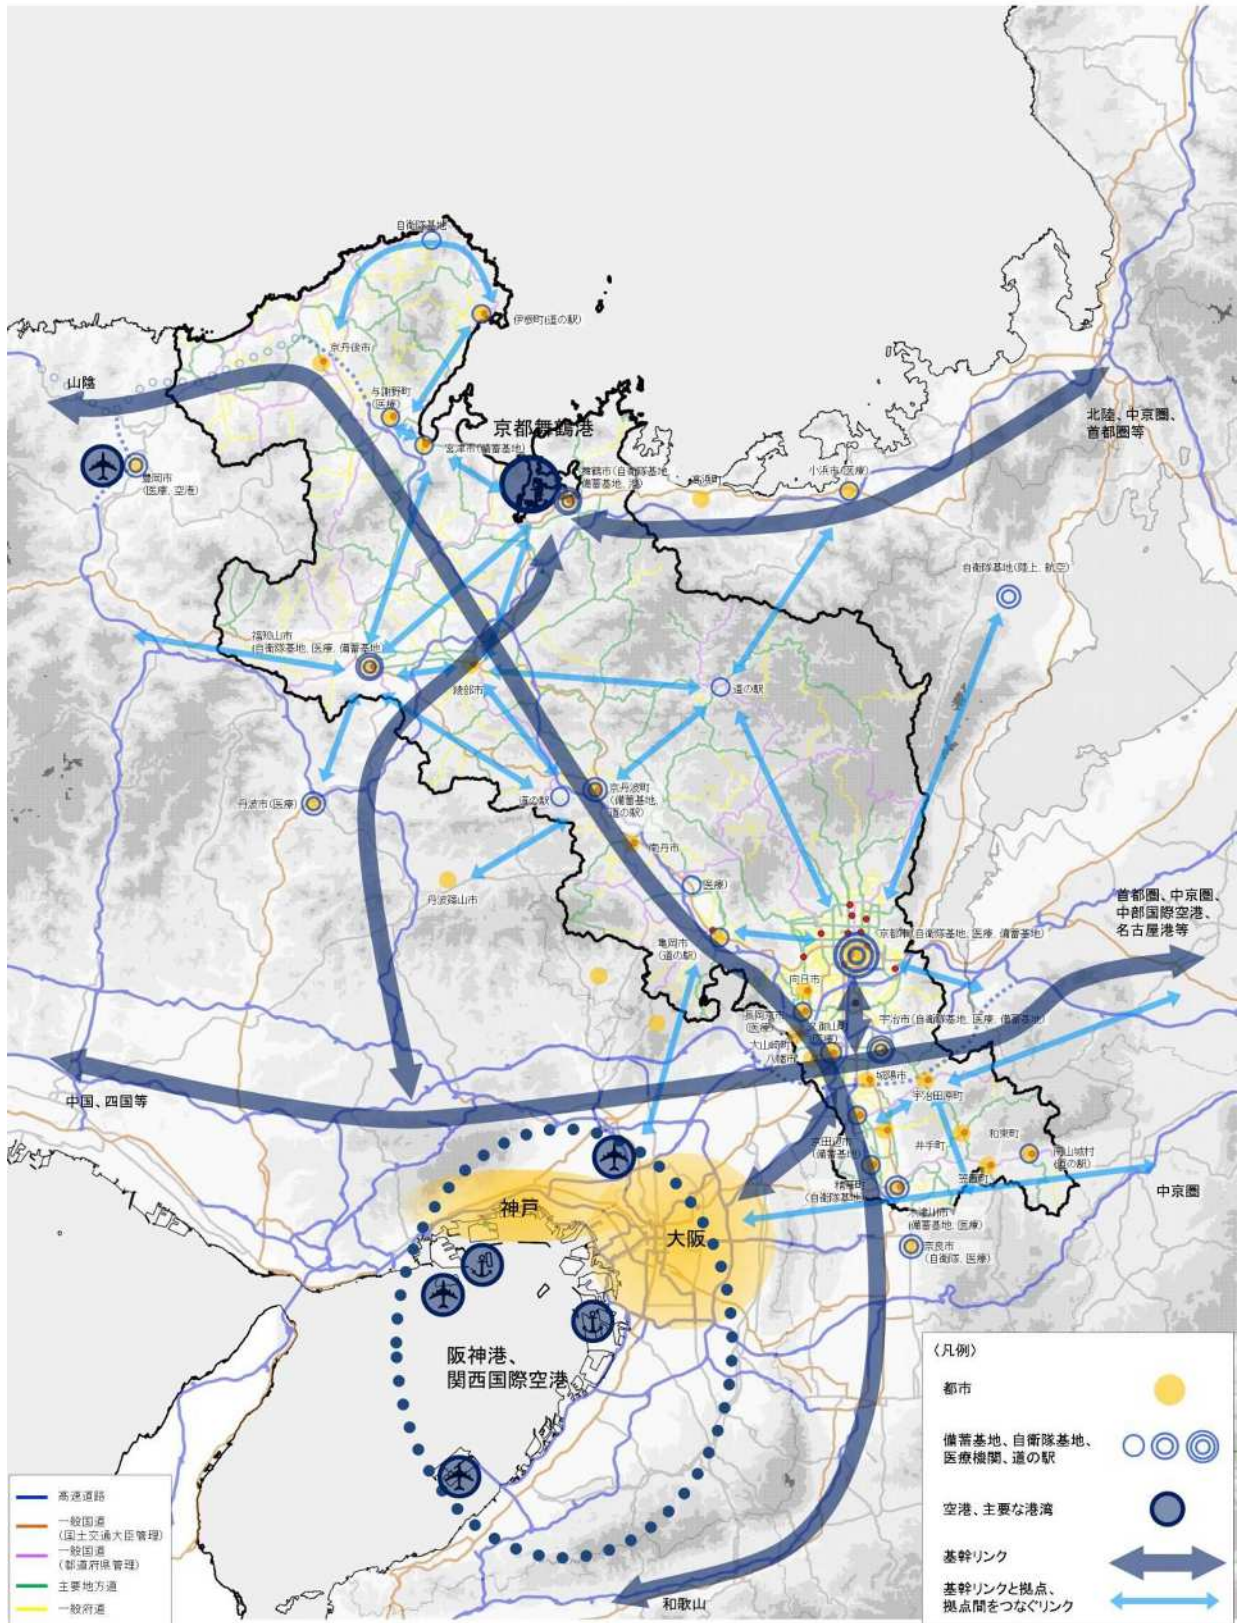 自衛隊基地
伊根町(道の駅)
京丹後市
山陰
与謝野町
(医療)
京都舞鶴港
宮津市(備蓄基地)
舞鶴市(自衛隊基地、
備蓄基地、港)
高浜町
小浜市(医療)
北陸、中京圏、
首都圏等
豊岡市
(医療、空港)
自衛隊基地(陸上、航空)
福知山市
(自衛隊基地、医療、備蓄基地)
綾部市
道の駅
丹波市(医療)
道の駅
京丹波町
(備蓄基地、
道の駅)
南丹市
丹波篠山市
(医療)
首都圏、中京圏、
中部国際空港、
名古屋港等
京都市(自衛隊基地、医療、備蓄基地)
亀岡市
(道の駅)
向日市
長岡京市
(医療)
宇治市(自衛隊基地、医療、備蓄基地)
久御山町
(医療)
大山崎町
八幡市
城陽市
中国、四国等
宇治田原町
京田辺市
(備蓄基地)
井手町
和束町
南山城村
(道の駅)
精華町
(自衛隊基地)
笠置町
中京圏
木津川市
(備蓄基地、医療)
神戸
大阪
奈良市
(自衛隊、医療)
阪神港、
関西国際空港
和歌山
〈凡例〉
都市
備蓄基地、自衛隊基地、
医療機関、道の駅
空港、主要な港湾
基幹リンク
基幹リンクと拠点、
拠点間をつなぐリンク
高速道路
一般国道
(国土交通大臣管理)
一般国道
(都道府県管理)
主要地方道
一般府道